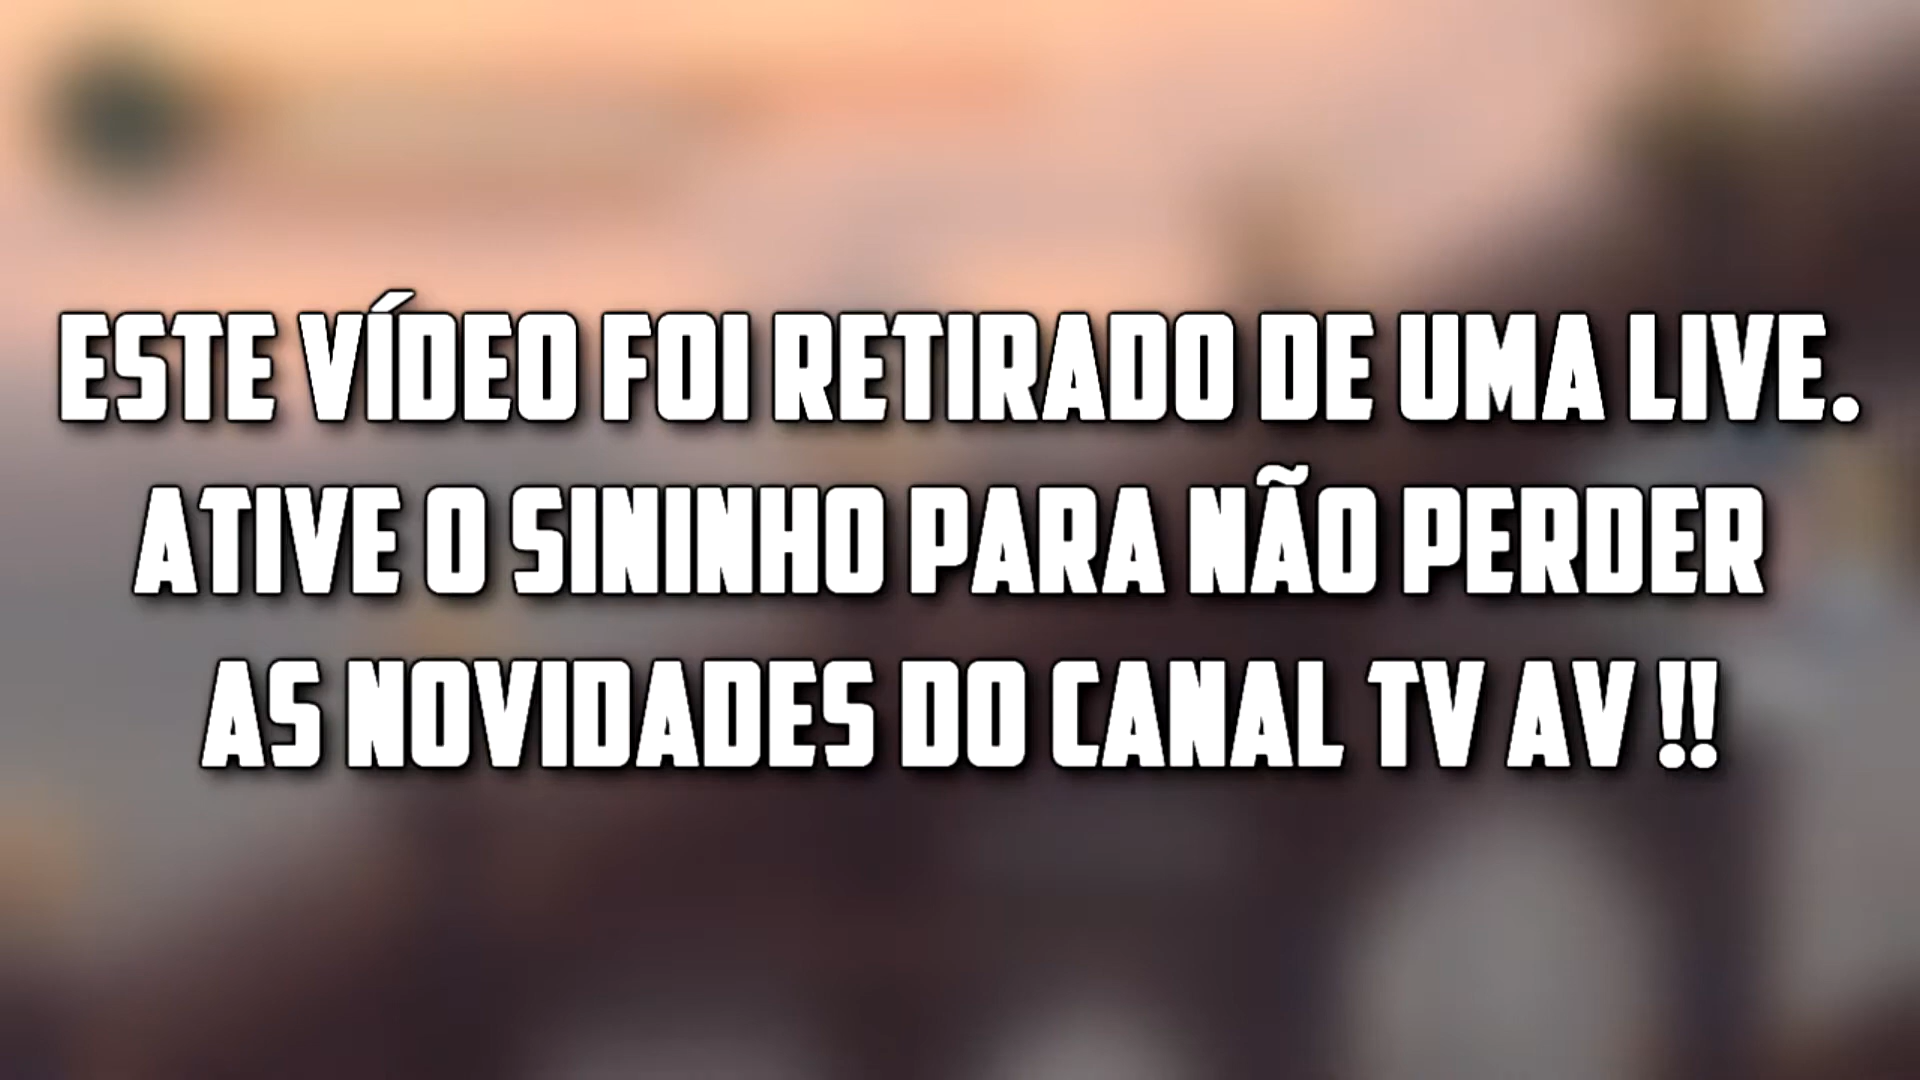 ESTE VÍDEO FOI RETIRADO DE UMA LIVE.
ATIVE O SININHO PARA NÃO PERDER
AS NOVIDADES DO CANAL TV AV !!